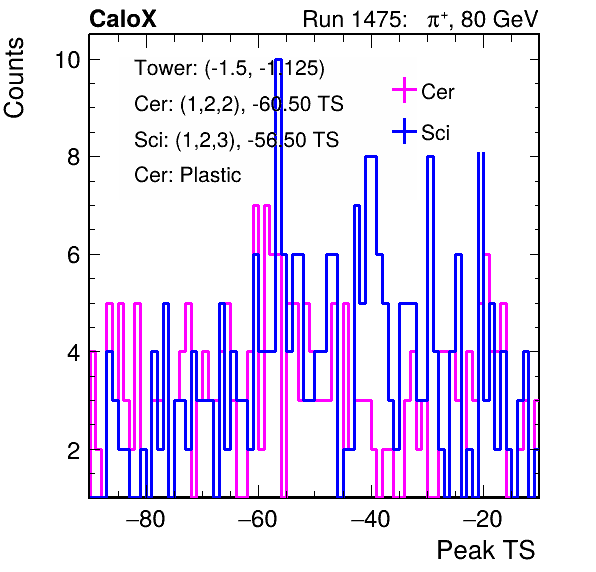 CaloX Run 1475: π⁺, 80 GeV
Counts
Tower: (-1.5, -1.125)
Cer: (1,2,2), -60.50 TS
Sci: (1,2,3), -56.50 TS
Cer: Plastic
Cer
Sci
10
8
6
4
2
−80 −60 −40 −20
Peak TS